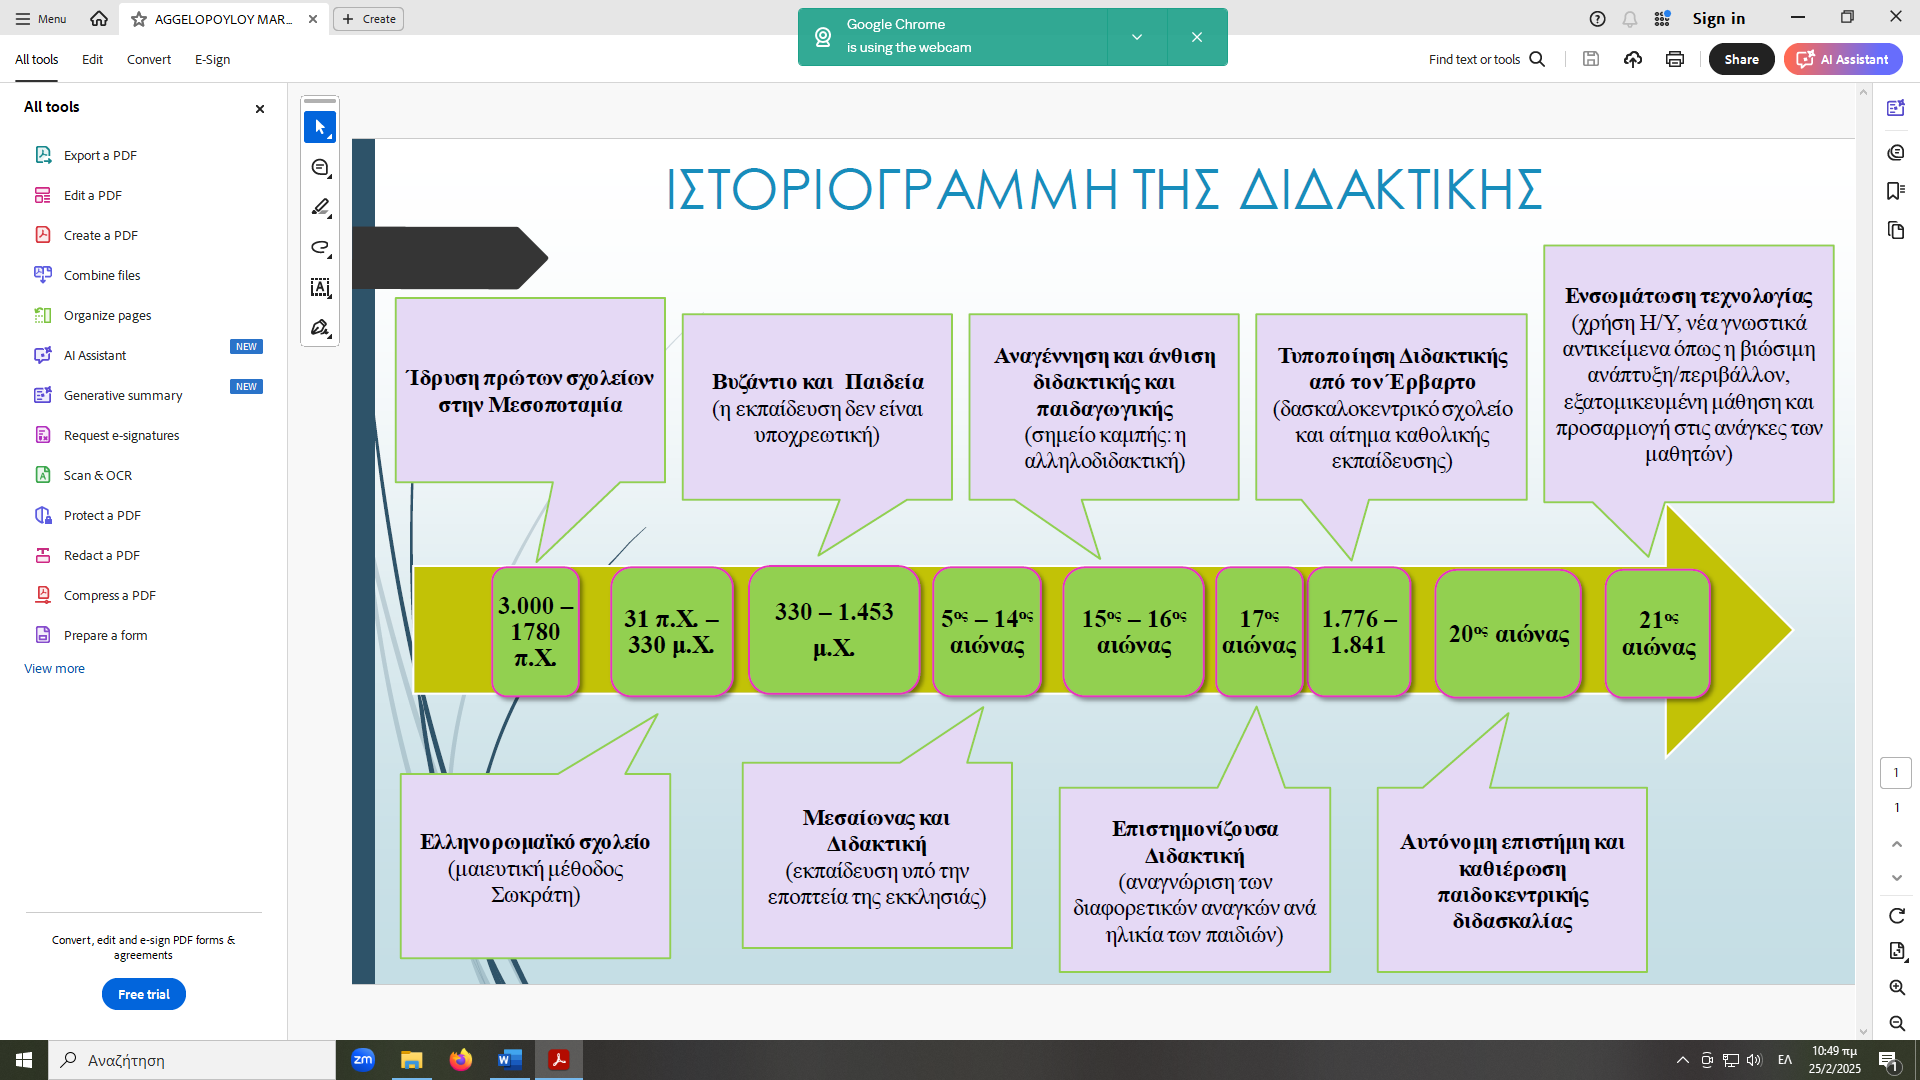 Menu
AGGELOPOYLOY MAR...
Create
Google Chrome
is using the webcam
Sign in
All tools
Edit
Convert
E-Sign
Find text or tools
Share
AI Assistant
All tools
Export a PDF
Edit a PDF
Create a PDF
Combine files
Organize pages
AI Assistant NEW
Generative summary NEW
Request e-signatures
Scan & OCR
Protect a PDF
Redact a PDF
Compress a PDF
Prepare a form
View more
Convert, edit and e-sign PDF forms &
agreements
Free trial
ΙΣΤΟΡΙΟΓΡΑΜΜΗ ΤΗΣ ΔΙΔΑΚΤΙΚΗΣ
Ίδρυση πρώτων σχολείων
στην Μεσοποταμία
Βυζάντιο και Παιδεία
(η εκπαίδευση δεν είναι
υποχρεωτική)
Αναγέννηση και άνθιση
διδακτικής και
παιδαγωγικής
(σημείο καμπής: η
αλληλοδιδακτική)
Τυποποίηση Διδακτικής
από τον Έρβαρτο
(δασκαλοκεντρικό σχολείο
και αίτημα καθολικής
εκπαίδευσης)
Ενσωμάτωση τεχνολογίας
(χρήση Η/Υ, νέα γνωστικά
αντικείμενα όπως η βιώσιμη
ανάπτυξη/περιβάλλον,
εξατομικευμένη μάθηση και
προσαρμογή στις ανάγκες των
μαθητών)
3.000 –
1780
π.Χ.
31 π.Χ. –
330 μ.Χ.
330 – 1.453
μ.Χ.
5ος – 14ος
αιώνας
15ος – 16ος
αιώνας
17ος
αιώνας
1.776 –
1.841
20ος αιώνας
21ος
αιώνας
Ελληνορωμαϊκό σχολείο
(μαιευτική μέθοδος
Σωκράτη)
Μεσαίωνας και
Διδακτική
(εκπαίδευση υπό την
εποπτεία της εκκλησιάς)
Επιστημονίζουσα
Διδακτική
(αναγνώριση των
διαφορετικών αναγκών ανά
ηλικία των παιδιών)
Αυτόνομη επιστήμη και
καθιέρωση
παιδοκεντρικής
διδασκαλίας
1
1
Αναζήτηση
zm
ΕΛ
10:49 πμ
25/2/2025
1